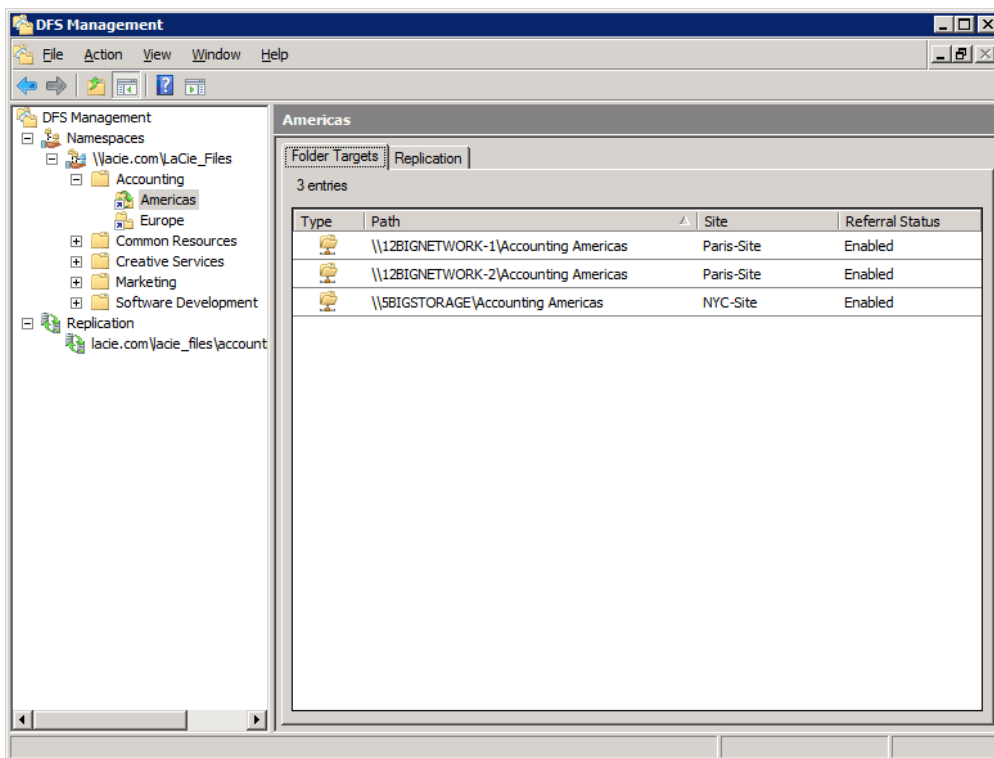 DFS Management
File Action View Window Help
DFS Management
Namespaces
\\lacie.com\LaCie_Files
Accounting
Americas
Europe
Common Resources
Creative Services
Marketing
Software Development
Replication
lacie.com\lacie_files\account
Americas
Folder Targets Replication
3 entries
Type Path Site Referral Status
\\12BIGNETWORK-1\Accounting Americas Paris-Site Enabled
\\12BIGNETWORK-2\Accounting Americas Paris-Site Enabled
\\5BIGSTORAGE\Accounting Americas NYC-Site Enabled